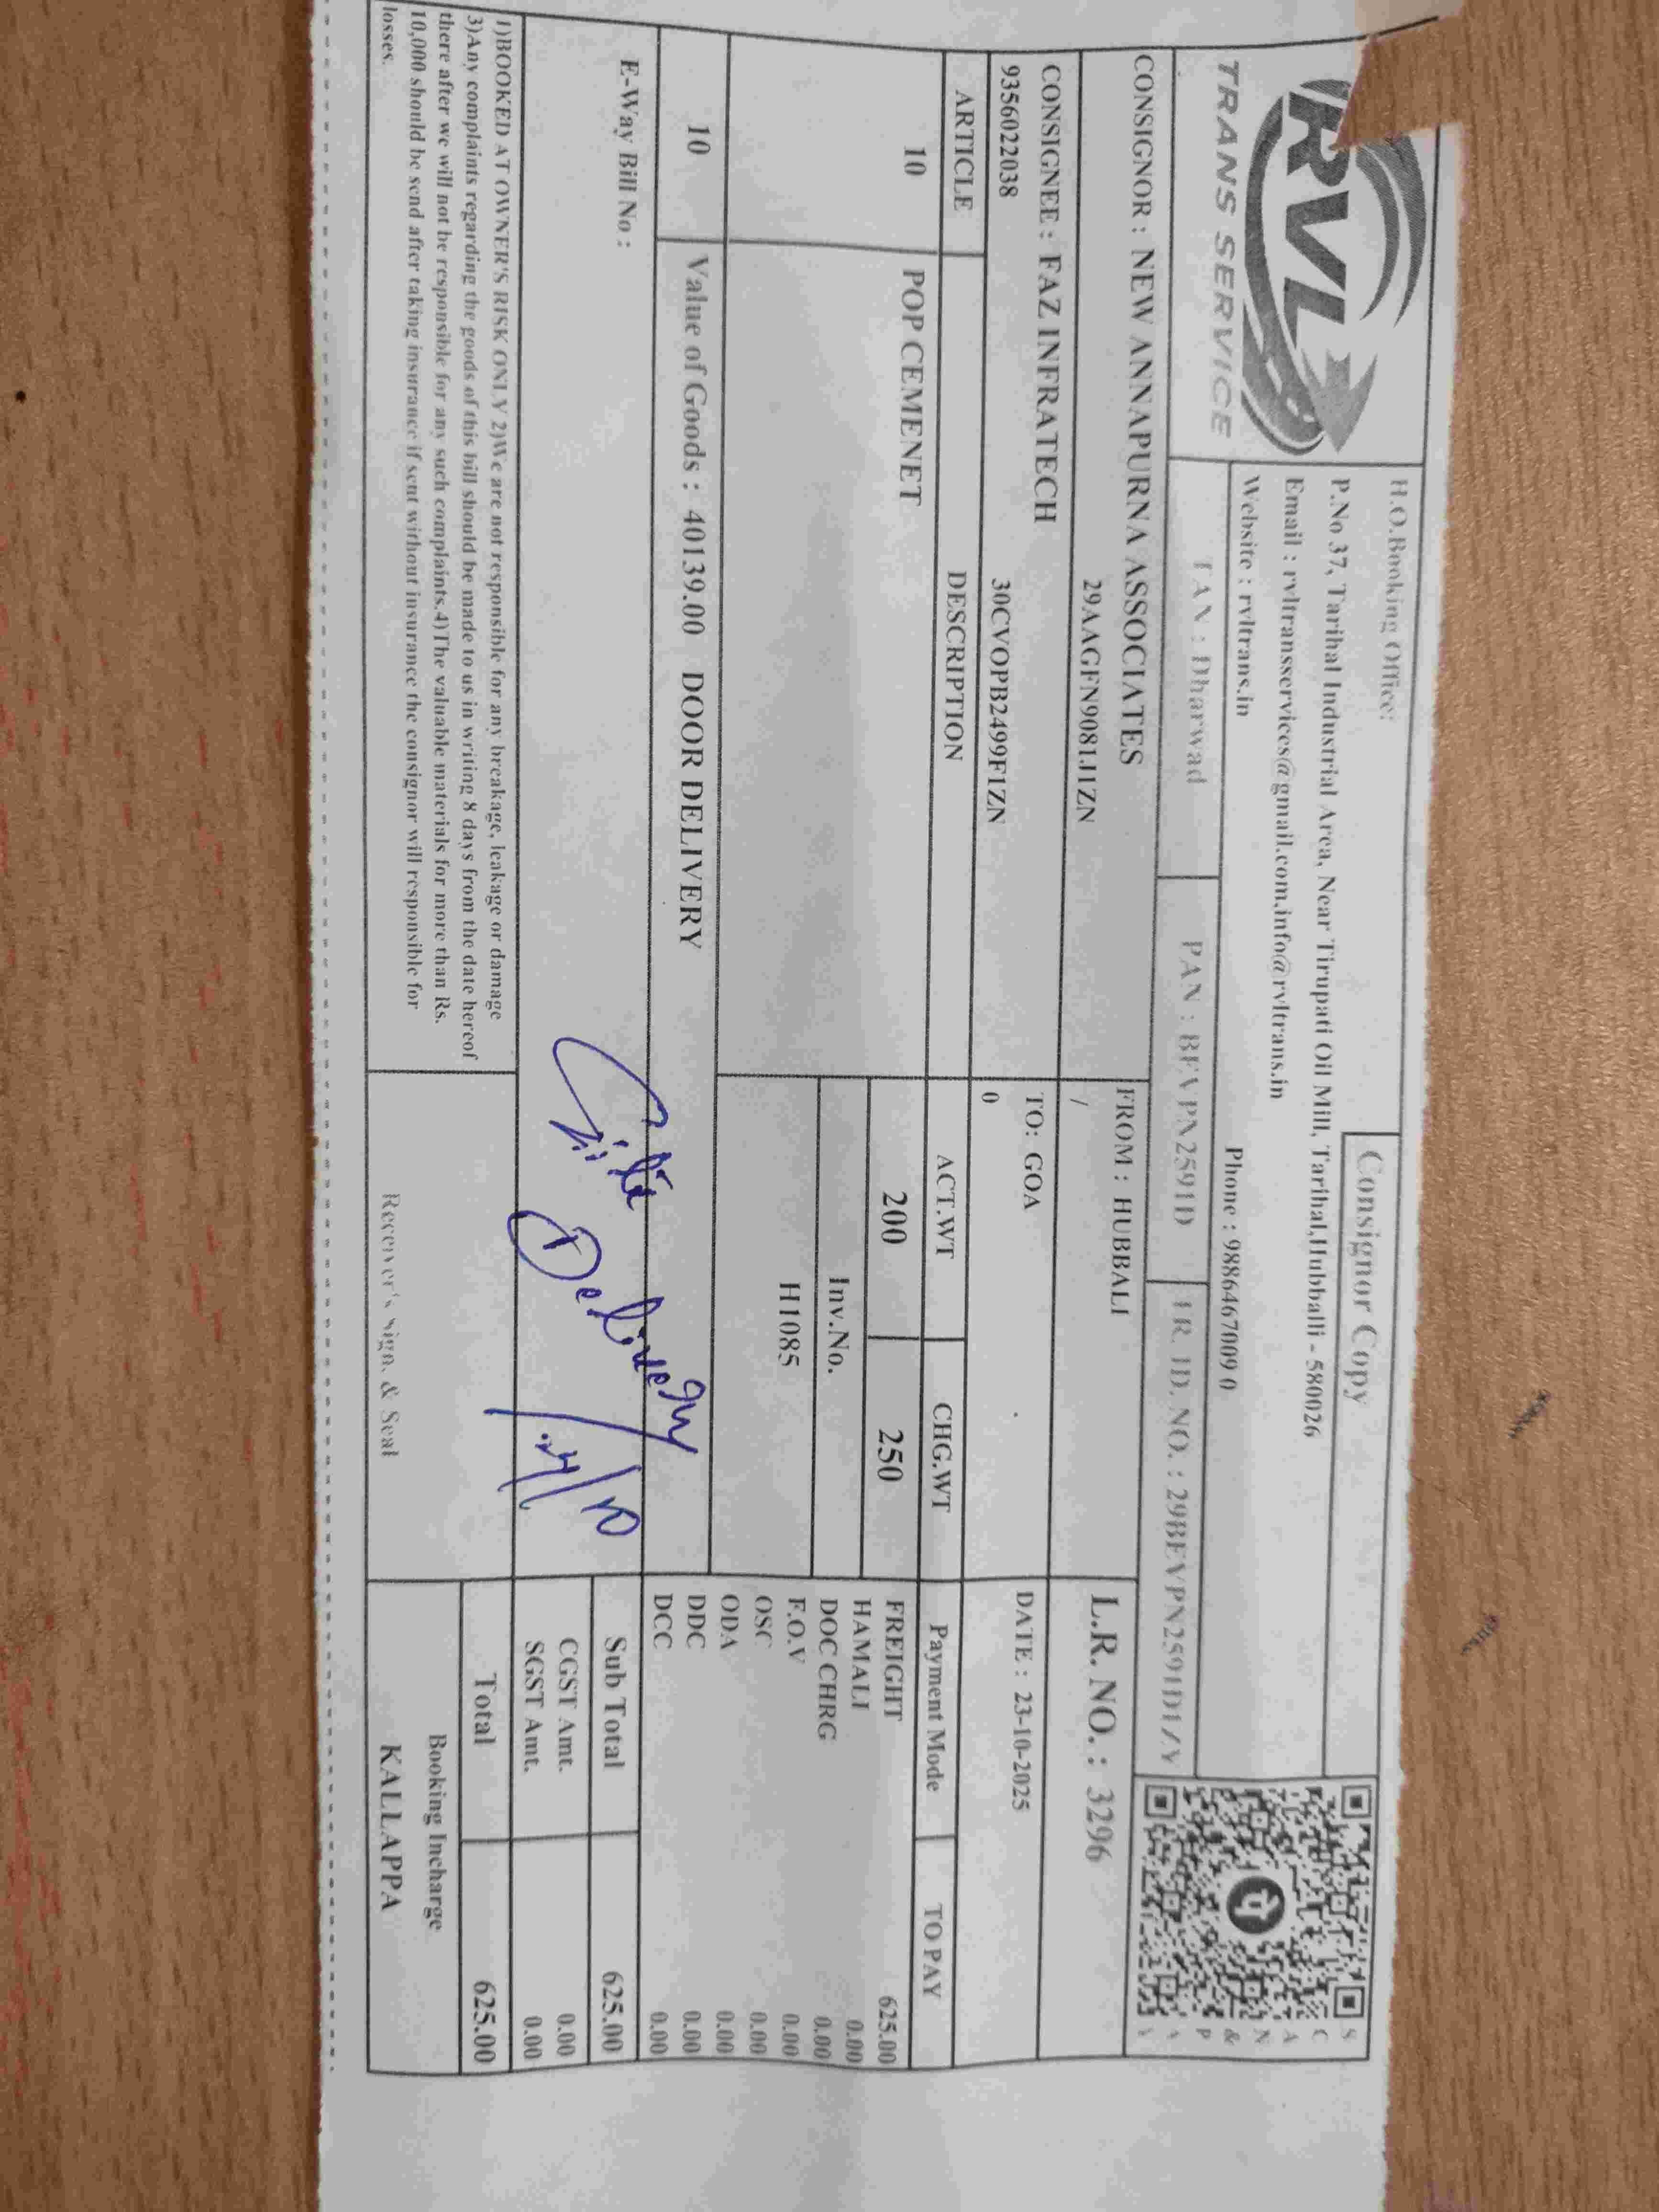 RVL
TRANS SERVICE
H.O.Booking Office:
Consignor Copy
P.No 37, Tarihal Industrial Area, Near Tirupati Oil Mill, Tarihal,Hubballi - 580026
Email : rvltransservices@gmail.com,info@rvltrans.in
Website : rvltrans.in
Phone : 9886467009 0
SCAN & PAY
TAN : Dharwad
PAN : BEVPN2591D
TR. ID. NO. : 29BEVPN2591D1ZY
CONSIGNOR : NEW ANNAPURNA ASSOCIATES
29AAGFN9081J1ZN
FROM : HUBBALI
/
L.R. NO. : 3296
CONSIGNEE : FAZ INFRATECH
9356022038
30CVOPB2499F1ZN
TO: GOA
0
DATE : 23-10-2025
ARTICLE
DESCRIPTION
ACT.WT
CHG.WT
Payment Mode
TO PAY
10
POP CEMENET
200
250
Inv.No.
H1085
FREIGHT 625.00
HAMALI 0.00
DOC CHRG 0.00
F.O.V 0.00
OSC 0.00
ODA 0.00
DDC 0.00
DCC 0.00
10
Value of Goods : 40139.00 DOOR DELIVERY
E-Way Bill No :
Delivery
24/10
Sub Total 625.00
CGST Amt. 0.00
SGST Amt. 0.00
Total 625.00
1)BOOKED AT OWNER'S RISK ONLY 2)We are not responsible for any breakage, leakage or damage
3)Any complaints regarding the goods of this bill should be made to us in writing 8 days from the date hereof
there after we will not be responsible for any such complaints.4)The valuable materials for more than Rs.
10,000 should be send after taking insurance if sent without insurance the consignor will responsible for
losses.
Receiver's sign. & Seal
Booking Incharge
KALLAPPA